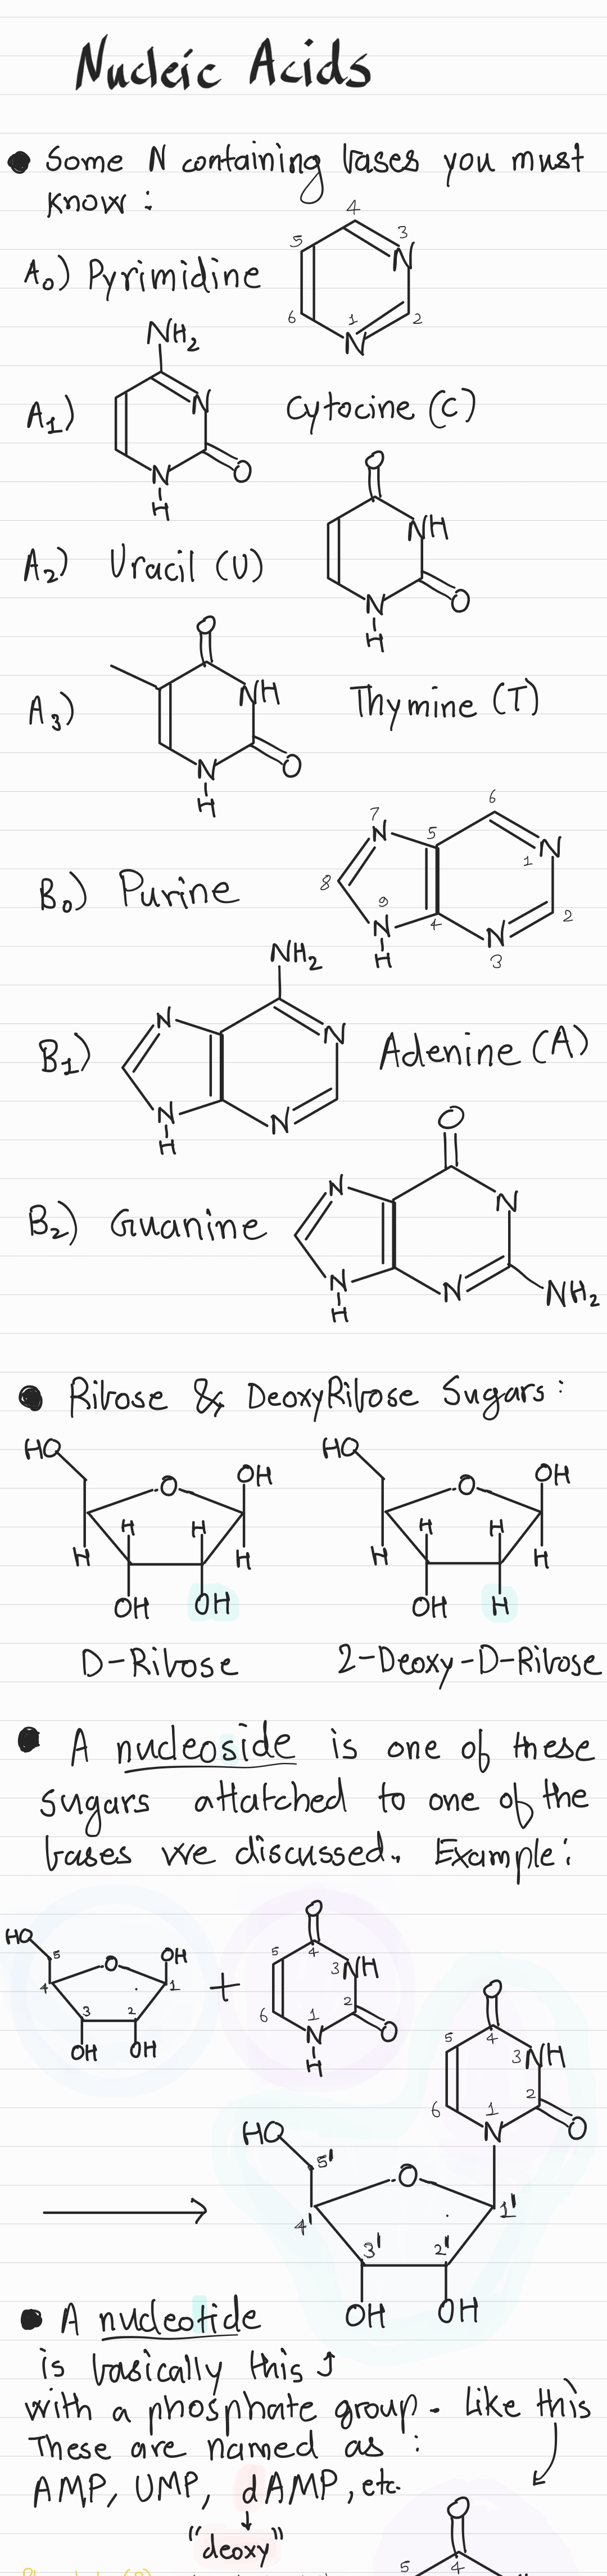 Nucleic Acids
● Some N containing bases you must
know :
4
3
5
N
A₀) Pyrimidine
6
1
2
N
NH₂
N
A₁)
Cytocine (C)
N
O
H
O
NH
A₂) Uracil (U)
N
O
H
O
NH
A₃)
Thymine (T)
N
O
H
6
7
5
N
N
1
B₀) Purine
8
9
4
2
N
N
H
3
NH₂
N
N
B₁)
Adenine (A)
N
N
H
O
N
N
B₂) Guanine
N
N
NH₂
H
● Ribose & DeoxyRibose Sugars :
HO HO
O OH O OH
H H H H
H H H H
OH OH OH H
D-Ribose 2-Deoxy-D-Ribose
● A nucleoside is one of these
sugars attatched to one of the
bases we discussed. Example :
O
HO
5
O
OH
5
4
3
NH
4
1
+
2
3
2
6
1
N
O
OH
OH
H
O
5
4
3
NH
2
6
1
N
O
HO
5'
O
1'
4'
3'
2'
OH
OH
● A nucleotide
is basically this ⤴
with a phosphate group. Like this
These are named as :
AMP, UMP, dAMP, etc.
"deoxy"
O
5
4